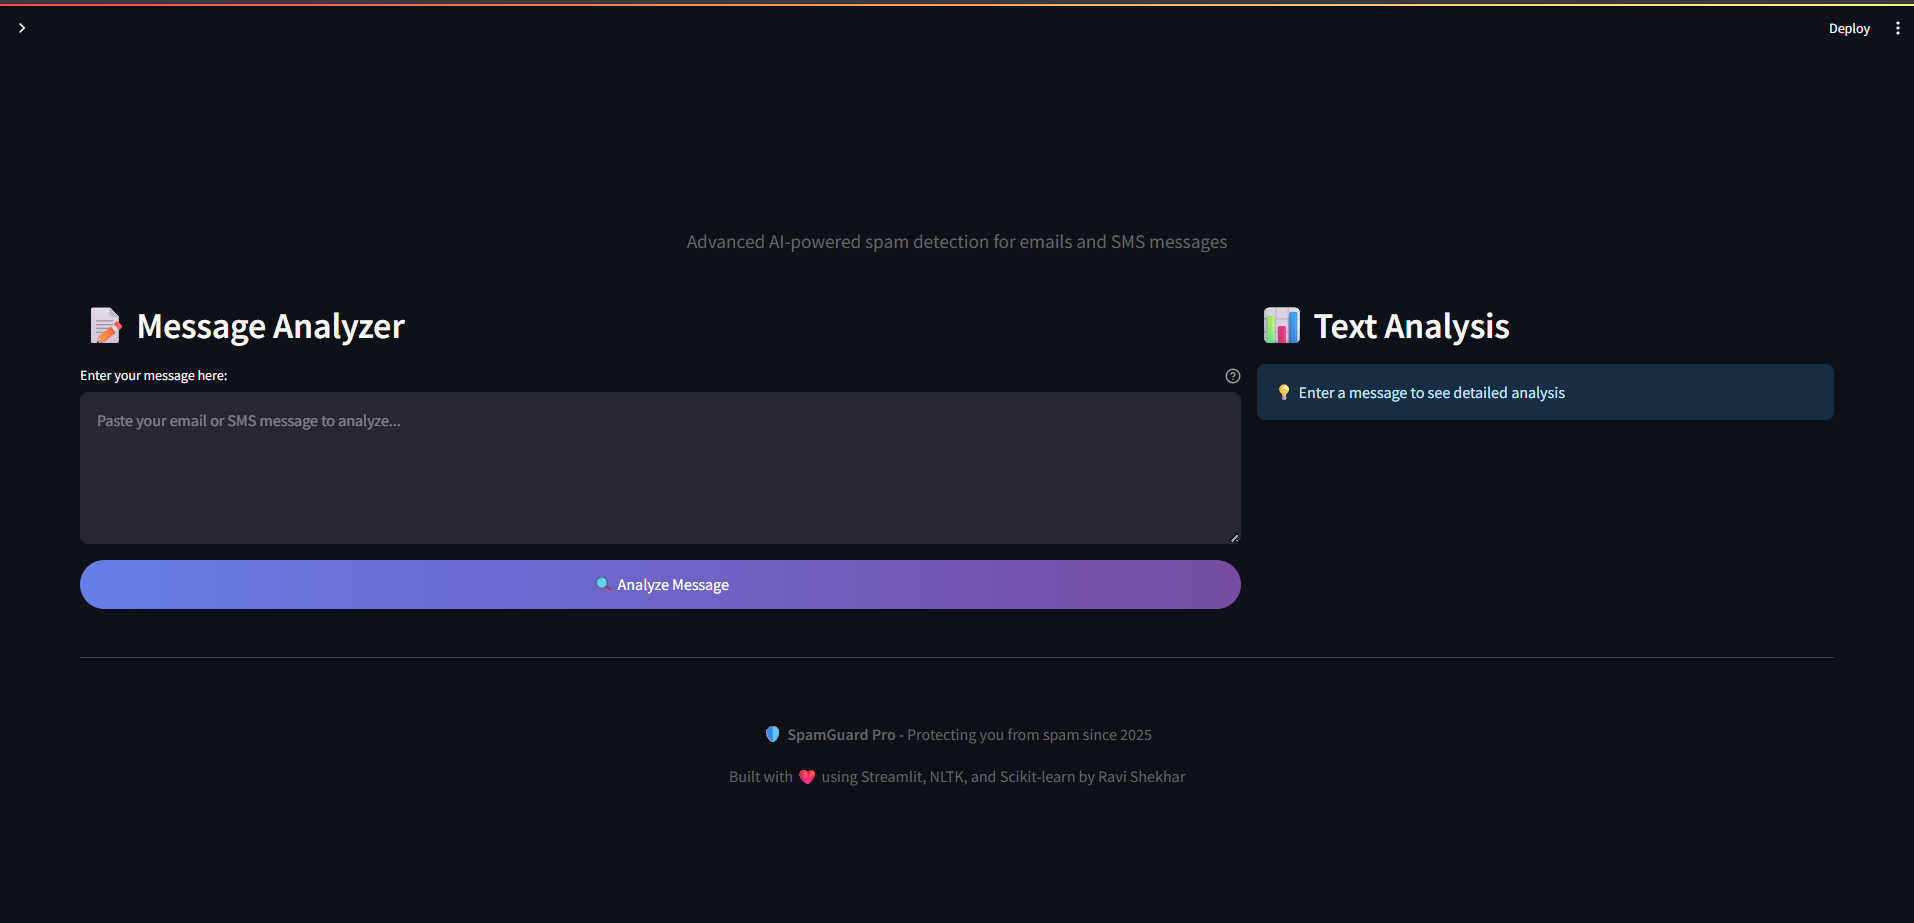 Deploy
Advanced AI-powered spam detection for emails and SMS messages
Message Analyzer
Enter your message here:
Paste your email or SMS message to analyze...
Analyze Message
Text Analysis
Enter a message to see detailed analysis
SpamGuard Pro - Protecting you from spam since 2025
Built with ❤️ using Streamlit, NLTK, and Scikit-learn by Ravi Shekhar